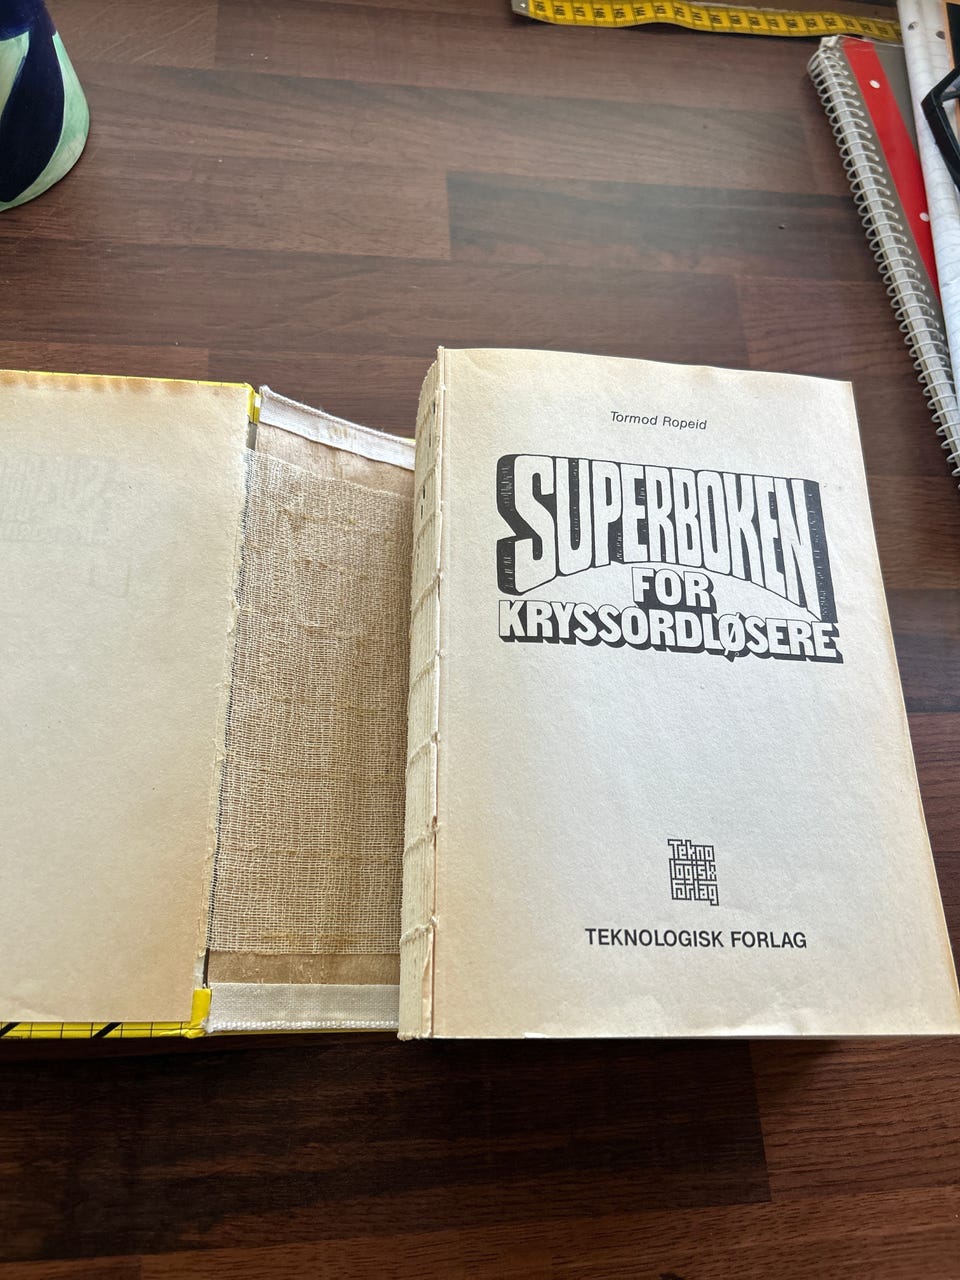 Tormod Ropeid
SUPERBOKEN
FOR
KRYSSORDLØSERE
Tekno
logisk
Forlag
TEKNOLOGISK FORLAG